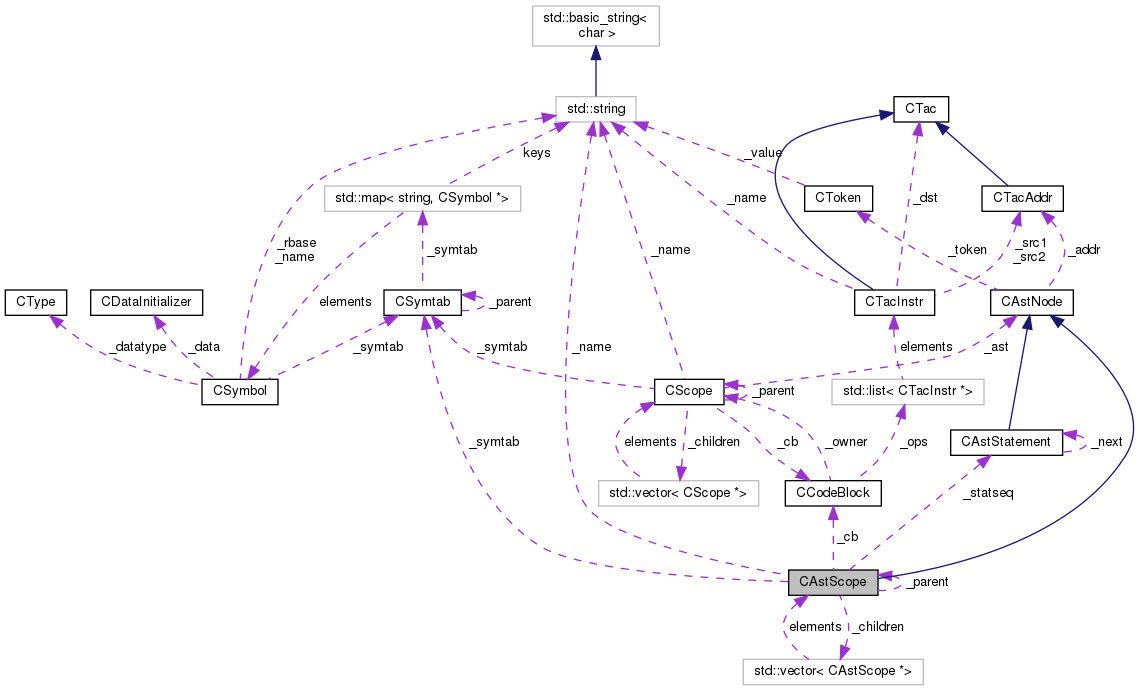 std::basic_string<
char >
std::string
CTac
keys
_value
std::map< string, CSymbol *>
CToken
CTacAddr
_name
_dst
_rbase
_name
_symtab
_name
_token
_src1
_src2
_addr
CType
CDataInitializer
elements
CSymtab
_parent
CTacInstr
CAstNode
_datatype
_data
_symtab
_symtab
_name
elements
_ast
CSymbol
CScope
_parent
std::list< CTacInstr *>
_symtab
elements
_children
_cb
_owner
_ops
CAstStatement
_next
std::vector< CScope *>
CCodeBlock
_statseq
_cb
CAstScope
_parent
elements
_children
std::vector< CAstScope *>